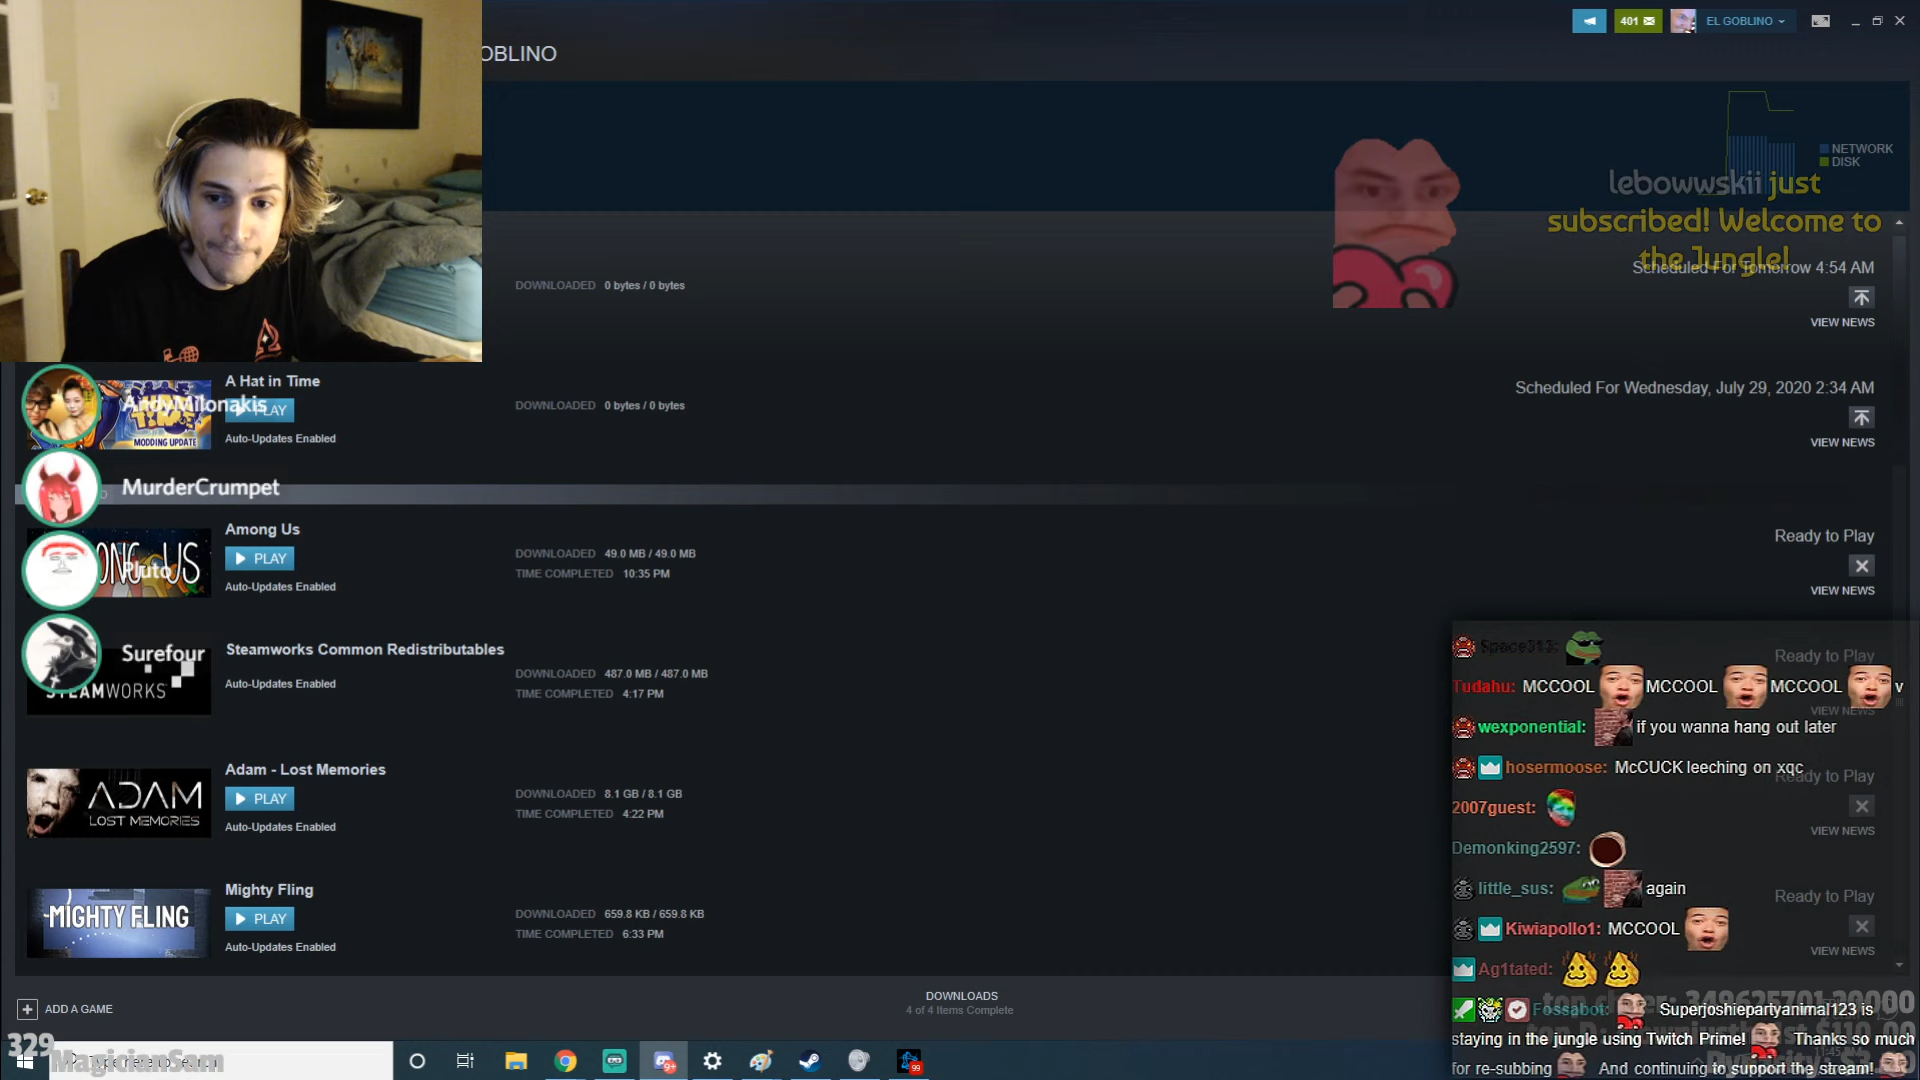 401
EL GOBLINO
OBLINO
NETWORK
DISK
lebowwskii just
subscribed! Welcome to
the Jungle!
Scheduled For Tomorrow 4:54 AM
DOWNLOADED 0 bytes / 0 bytes
VIEW NEWS
A Hat in Time
AndyMilonakis
PLAY
MODDING UPDATE
Auto-Updates Enabled
DOWNLOADED 0 bytes / 0 bytes
Scheduled For Wednesday, July 29, 2020 2:34 AM
VIEW NEWS
MurderCrumpet
Among Us
ONG US
Pluto
PLAY
Auto-Updates Enabled
DOWNLOADED 49.0 MB / 49.0 MB
TIME COMPLETED 10:35 PM
Ready to Play
VIEW NEWS
Surefour
STEAMWORKS
Steamworks Common Redistributables
Auto-Updates Enabled
DOWNLOADED 487.0 MB / 487.0 MB
TIME COMPLETED 4:17 PM
Ready to Play
VIEW NEWS
ADAM
LOST MEMORIES
Adam - Lost Memories
PLAY
Auto-Updates Enabled
DOWNLOADED 8.1 GB / 8.1 GB
TIME COMPLETED 4:22 PM
Ready to Play
VIEW NEWS
MIGHTY FLING
Mighty Fling
PLAY
Auto-Updates Enabled
DOWNLOADED 659.8 KB / 659.8 KB
TIME COMPLETED 6:33 PM
Ready to Play
VIEW NEWS
Space313:
Tudahu: MCCOOL MCCOOL MCCOOL v
wexponential: if you wanna hang out later
hosermoose: McCUCK leeching on xqc
2007guest:
Demonking2597:
little_sus: again
Kiwiapollo1: MCCOOL
Ag1tated:
Fossabot: Superjoshiepartyanimal123 is
staying in the jungle using Twitch Prime! Thanks so much
for re-subbing And continuing to support the stream!
ADD A GAME
DOWNLOADS
4 of 4 Items Complete
329
MagicianSam
9+
99